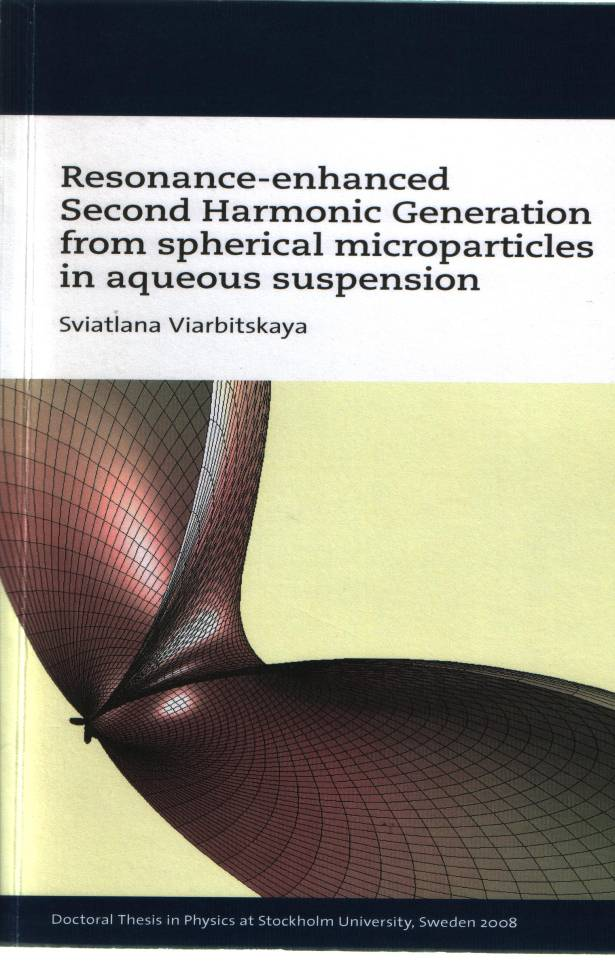 Resonance-enhanced
Second Harmonic Generation
from spherical microparticles
in aqueous suspension
Sviatlana Viarbitskaya
Doctoral Thesis in Physics at Stockholm University, Sweden 2008